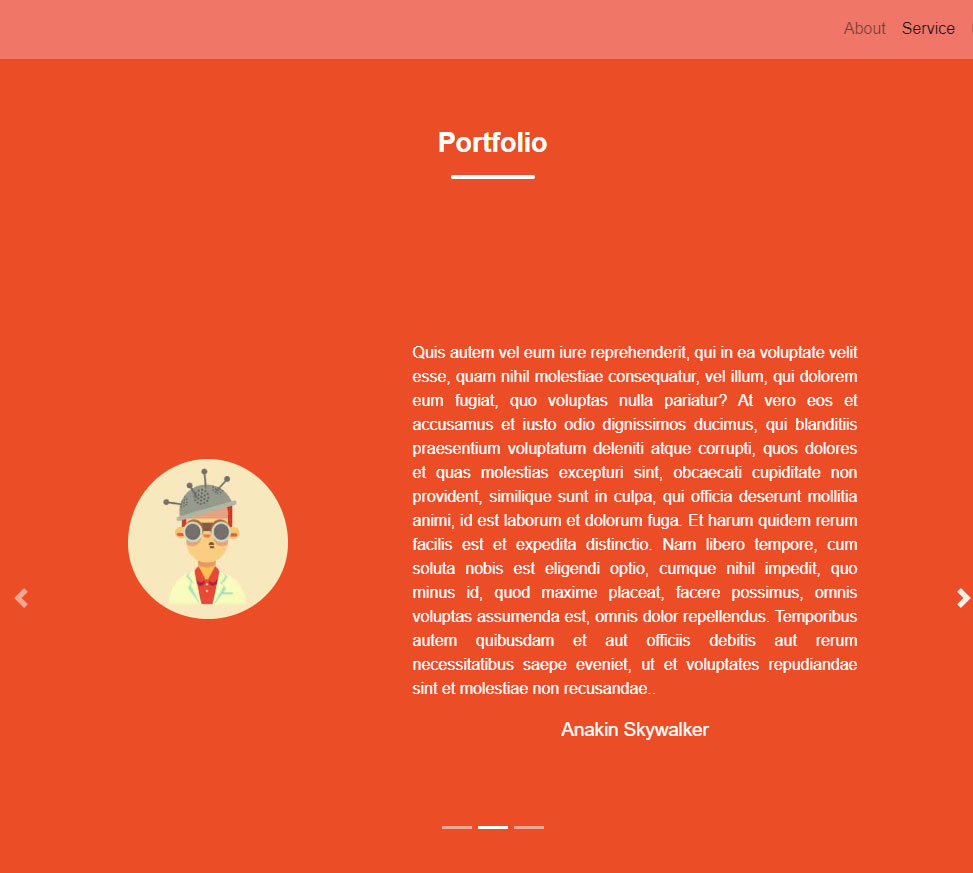 About Service
Portfolio
Quis autem vel eum iure reprehenderit, qui in ea voluptate velit
esse, quam nihil molestiae consequatur, vel illum, qui dolorem
eum fugiat, quo voluptas nulla pariatur? At vero eos et
accusamus et iusto odio dignissimos ducimus, qui blanditiis
praesentium voluptatum deleniti atque corrupti, quos dolores
et quas molestias excepturi sint, obcaecati cupiditate non
provident, similique sunt in culpa, qui officia deserunt mollitia
animi, id est laborum et dolorum fuga. Et harum quidem rerum
facilis est et expedita distinctio. Nam libero tempore, cum
soluta nobis est eligendi optio, cumque nihil impedit, quo
minus id, quod maxime placeat, facere possimus, omnis
voluptas assumenda est, omnis dolor repellendus. Temporibus
autem quibusdam et aut officiis debitis aut rerum
necessitatibus saepe eveniet, ut et voluptates repudiandae
sint et molestiae non recusandae..
Anakin Skywalker